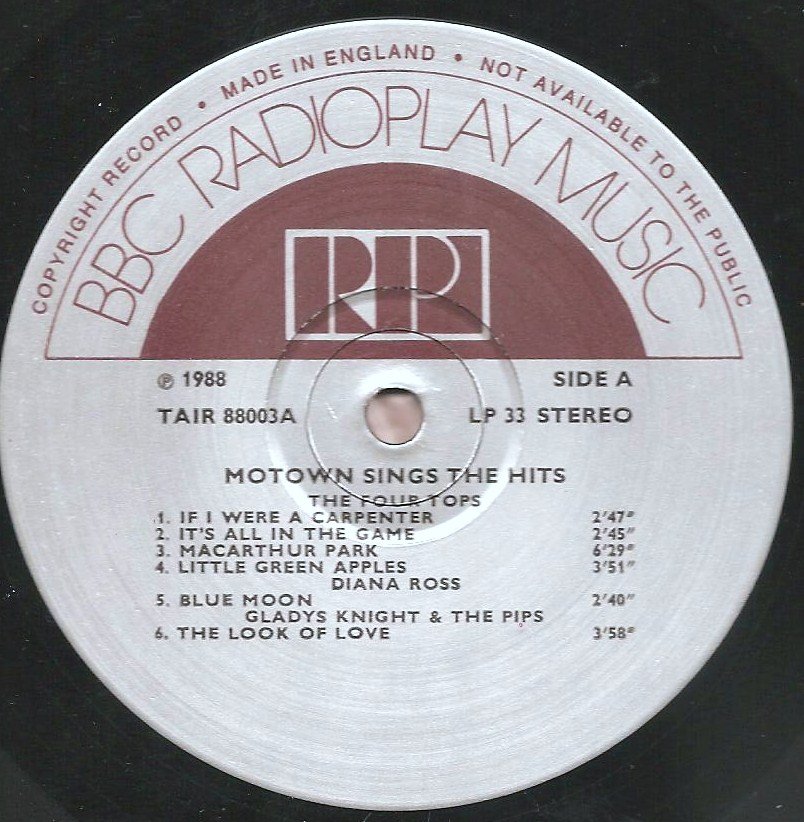 COPYRIGHT RECORD • MADE IN ENGLAND • NOT AVAILABLE TO THE PUBLIC
BBC RADIOPLAY MUSIC
RP
℗ 1988 SIDE A
TAIR 88003A LP 33 STEREO
MOTOWN SINGS THE HITS
THE FOUR TOPS
1. IF I WERE A CARPENTER 2'47"
2. IT'S ALL IN THE GAME 2'45"
3. MACARTHUR PARK 6'29"
4. LITTLE GREEN APPLES 3'51"
DIANA ROSS
5. BLUE MOON 2'40"
GLADYS KNIGHT & THE PIPS
6. THE LOOK OF LOVE 3'58"